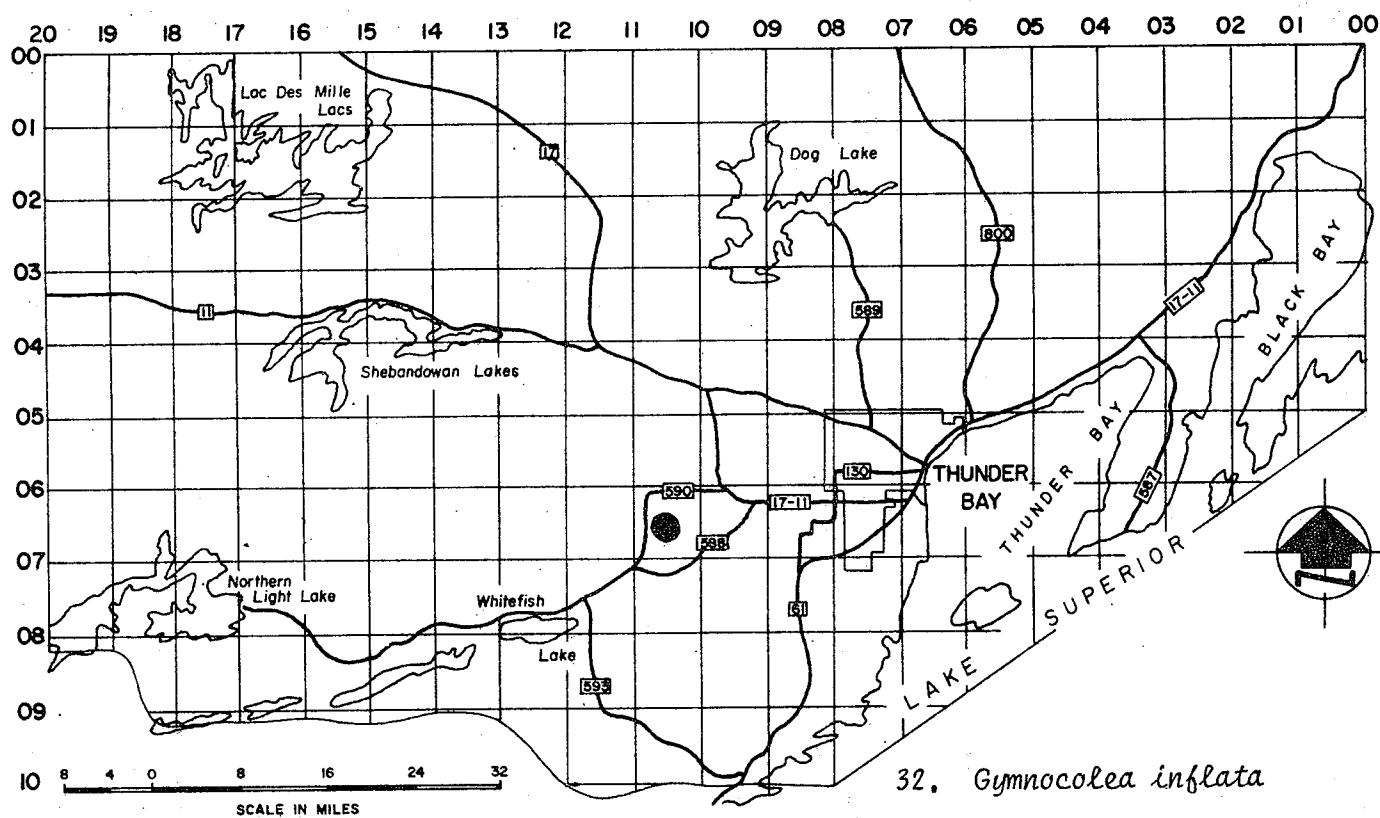 20 19 18 17 15 14 13 12 11 10 09 08 07 06 05 04 03 02 01 00
00
Lac Des Mille
Lacs
01
17
Dog Lake
02
800
BLACK BAY
03
17-11
11
589
04
Shebandowan Lakes
05
THUNDER BAY
130
THUNDER
BAY
587
06
590
17-11
598
07
Northern
Light Lake
Whitefish
Lake
61
08
LAKE SUPERIOR
593
09
N
10
8 4 0 8 16 24 32
SCALE IN MILES
32. Gymnocolea inflata